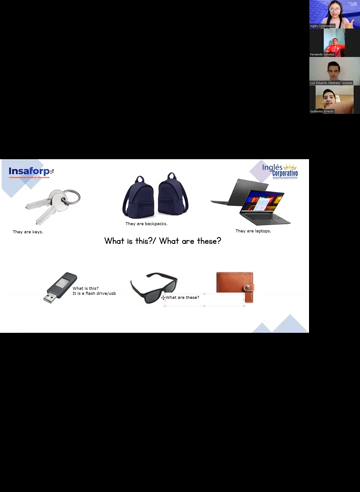 Insaforp
Inglés
Corporativo
They are keys.
They are backpacks.
They are laptops.
What is this?/ What are these?
What is this?
It is a flash drive/usb
What are these?